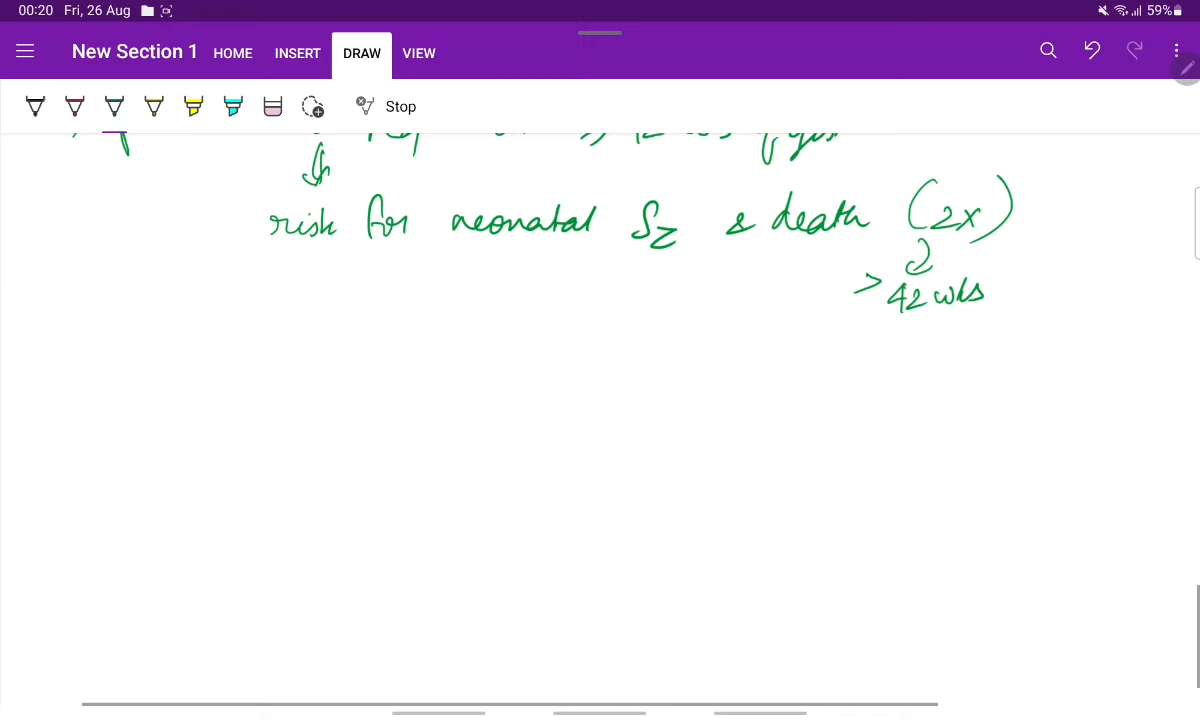 00:20 Fri, 26 Aug 59%
New Section 1 HOME INSERT DRAW VIEW
Stop
risk for neonatal Sz & death (2x)
> 42 wks